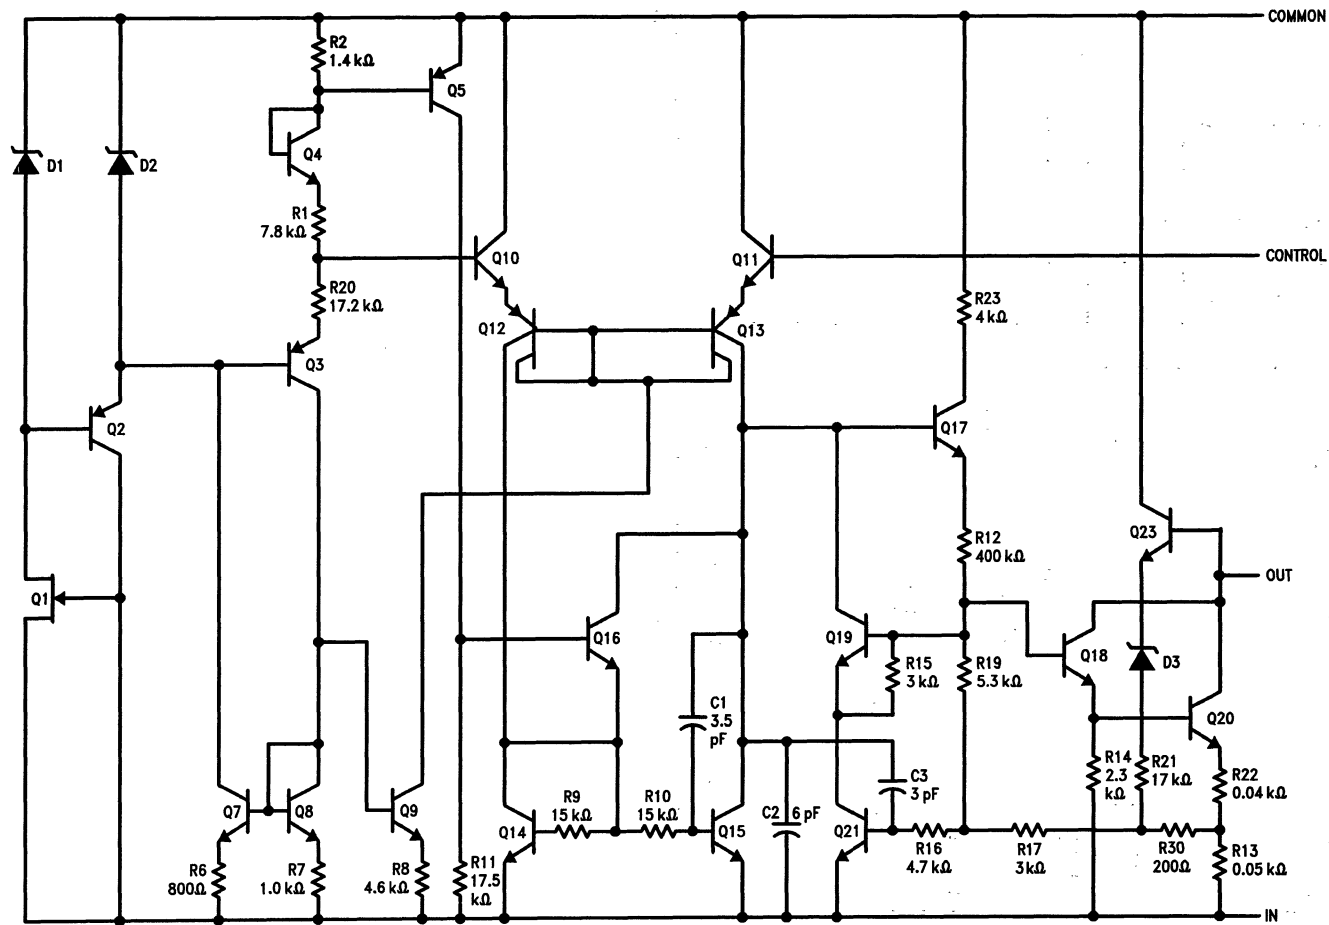 COMMON
R2
1.4 kΩ
Q5
D1
D2
Q4
R1
7.8 kΩ
Q10
Q11
CONTROL
R20
17.2 kΩ
R23
4 kΩ
Q12
Q13
Q3
Q2
Q17
Q23
R12
400 kΩ
OUT
Q1
Q16
Q19
Q18
D3
R15
3 kΩ
R19
5.3 kΩ
C1
3.5
pF
Q20
R14
2.3
kΩ
R21
17 kΩ
R22
0.04 kΩ
C3
3 pF
Q7
Q8
Q9
R9
15 kΩ
R10
15 kΩ
C2
6 pF
Q14
Q15
Q21
R6
800Ω
R7
1.0 kΩ
R8
4.6 kΩ
R11
17.5
kΩ
R16
4.7 kΩ
R17
3 kΩ
R30
200Ω
R13
0.05 kΩ
IN